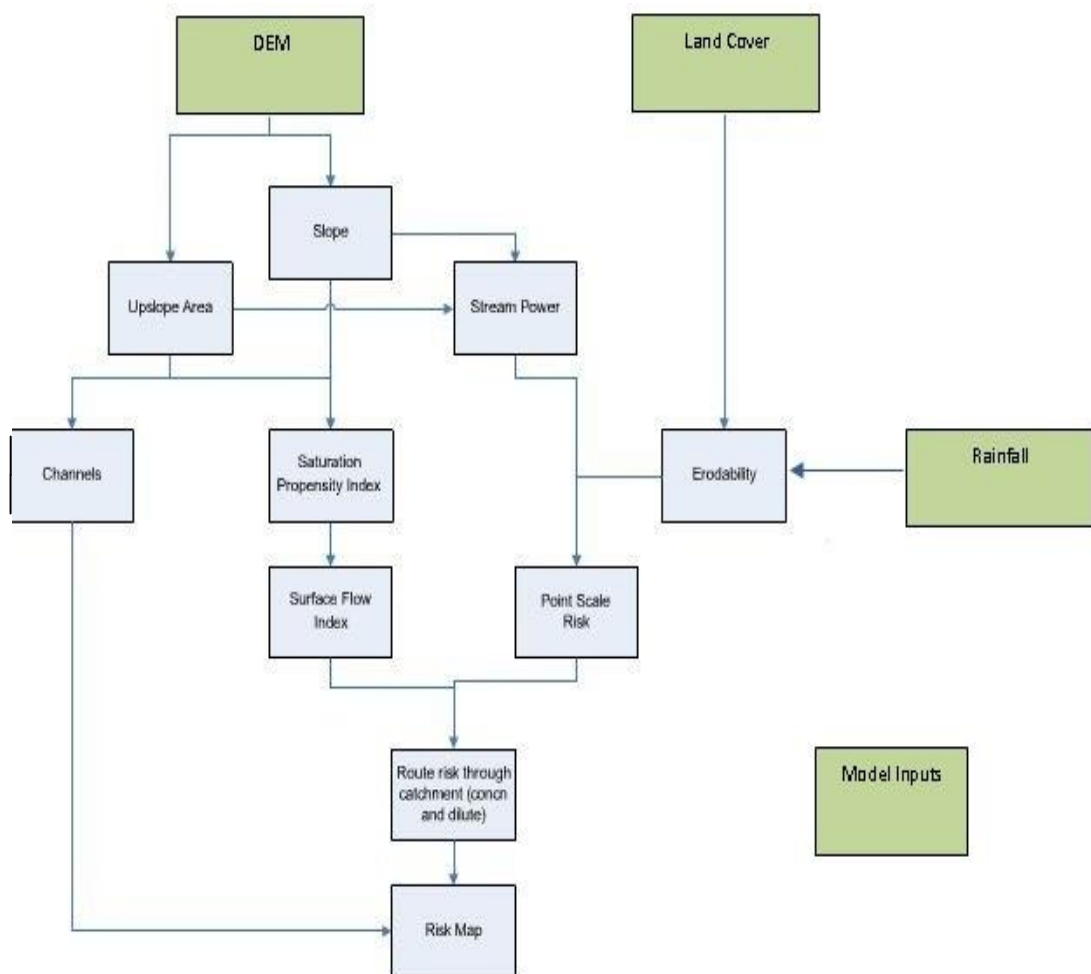 DEM
Land Cover
Slope
Upslope Area
Stream Power
Channels
Saturation
Propensity Index
Erodability
Rainfall
Surface Flow
Index
Point Scale
Risk
Route risk through
catchment (concn
and dilute)
Model Inputs
Risk Map